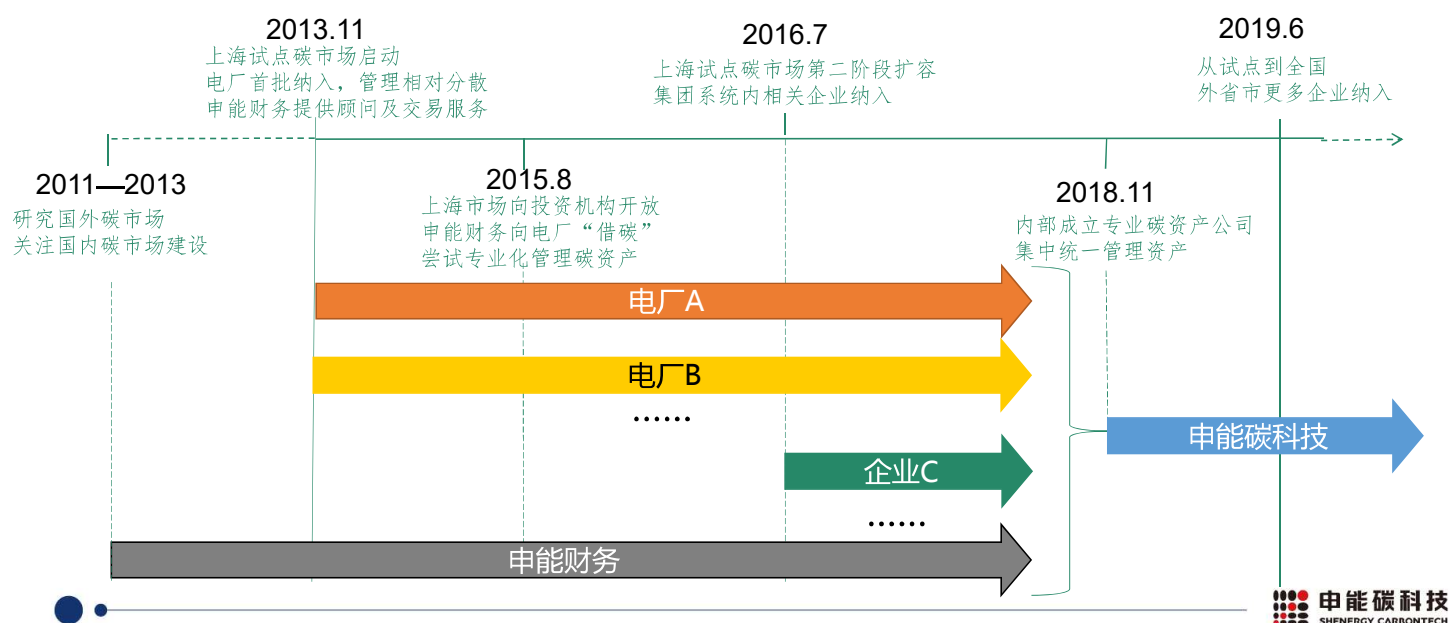 2013.11
上海试点碳市场启动
电厂首批纳入，管理相对分散
申能财务提供顾问及交易服务
2016.7
上海试点碳市场第二阶段扩容
集团系统内相关企业纳入
2019.6
从试点到全国
外省市更多企业纳入
2011—2013
研究国外碳市场
关注国内碳市场建设
2015.8
上海市场向投资机构开放
申能财务向电厂“借碳”
尝试专业化管理碳资产
2018.11
内部成立专业碳资产公司
集中统一管理资产
电厂A
电厂B
……
申能碳科技
企业C
……
申能财务
申能碳科技
SHENERGY CARBONTECH